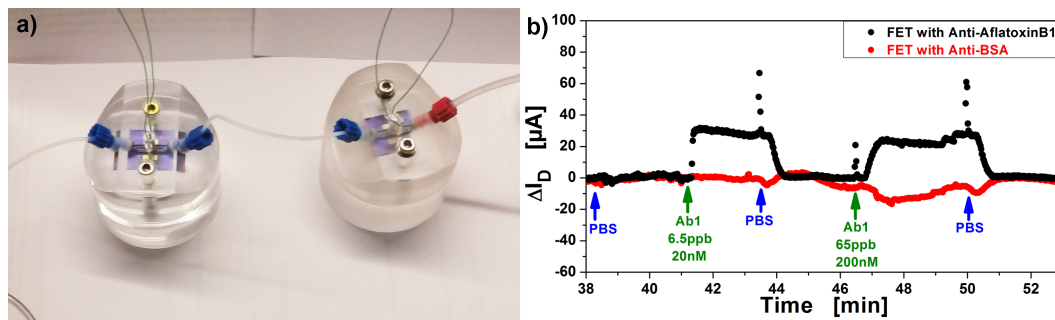 a)
b)
FET with Anti-AflatoxinB1
FET with Anti-BSA
100
80
60
40
20
0
-20
-40
-60
ΔI_D [µA]
PBS
Ab1
6.5ppb
20nM
PBS
Ab1
65ppb
200nM
PBS
38 40 42 44 46 48 50 52
Time [min]